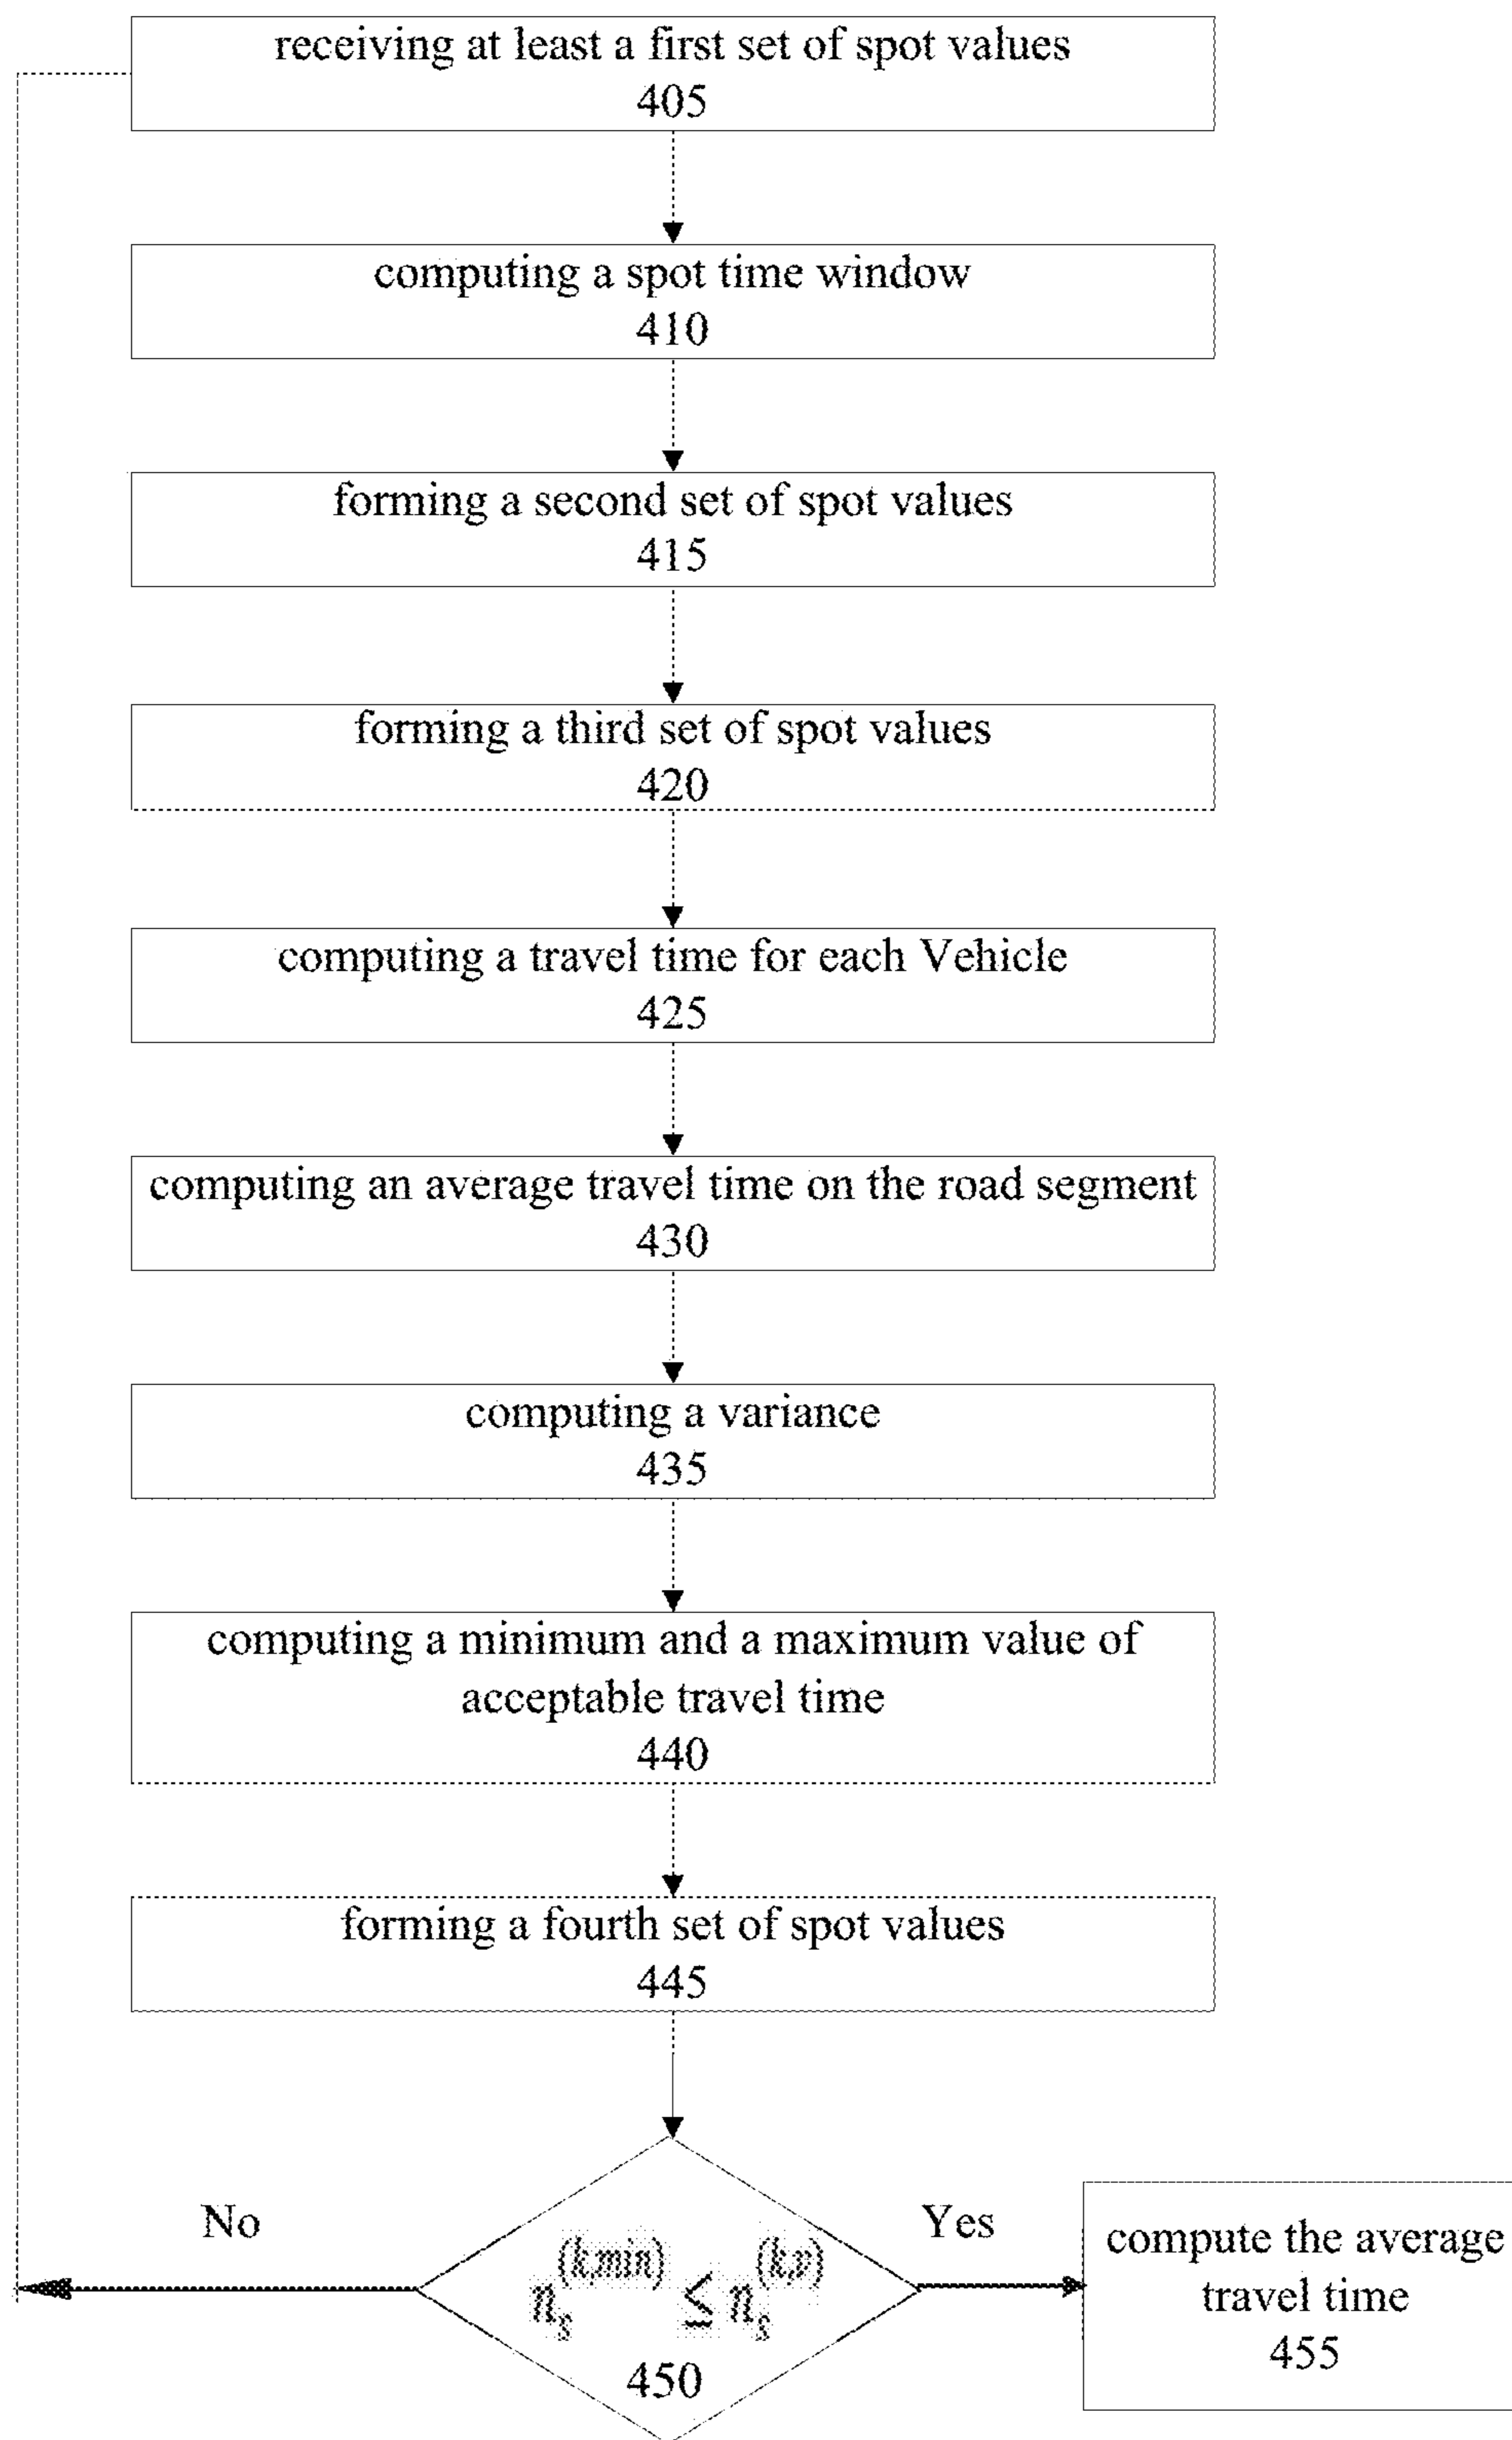 receiving at least a first set of spot values
405
computing a spot time window
410
forming a second set of spot values
415
forming a third set of spot values
420
computing a travel time for each Vehicle
425
computing an average travel time on the road segment
430
computing a variance
435
computing a minimum and a maximum value of
acceptable travel time
440
forming a fourth set of spot values
445
No
n_s^(k,min) ≤ n_s^(k,v)
450
Yes
compute the average
travel time
455